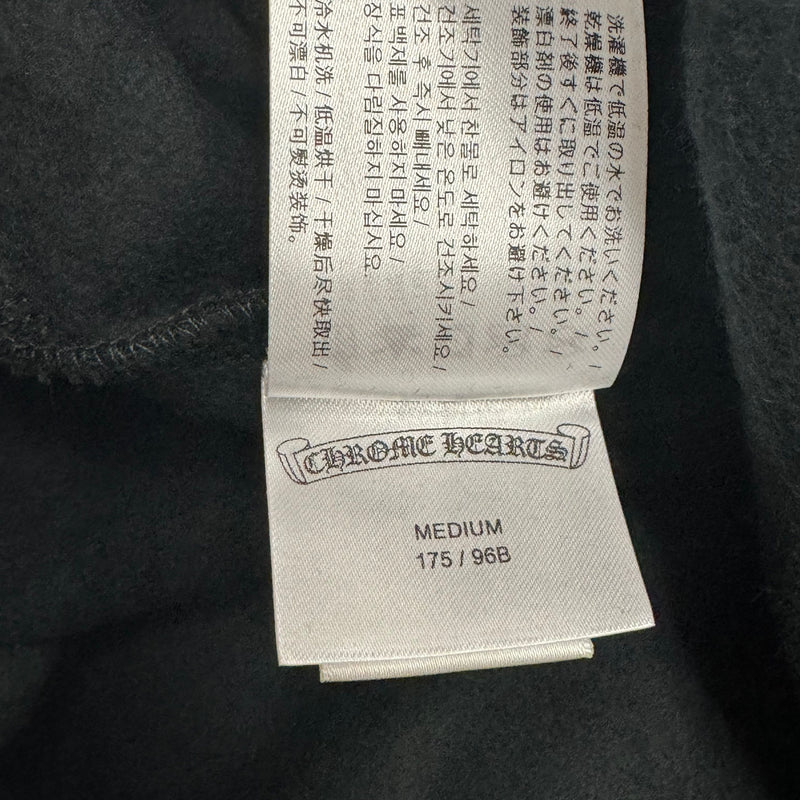 洗濯機で低温の水でお洗いください。/
乾燥機は低温でご使用ください。/
終了後すぐに取り出してください。/
漂白剤の使用はお避けください。/
装飾部分はアイロンをお避け下さい。
세탁기에서 찬물로 세탁하세요/
건조기에서 낮은 온도로 건조시키세요/
건조 후 즉시 빼내세요/
표백제를 사용하지 마세요/
장식을 다림질하지 마십시요.
冷水机洗/低温烘干/干燥后尽快取出/
不可漂白/不可熨烫装饰。
CHROME HEARTS
MEDIUM
175 / 96B